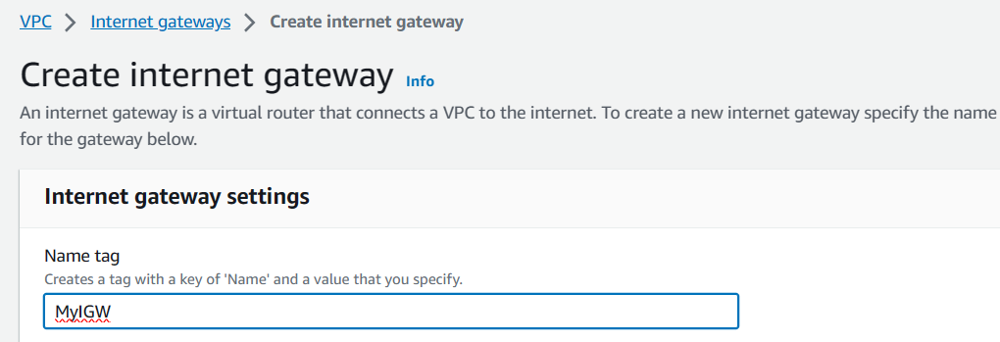 VPC > Internet gateways > Create internet gateway
Create internet gateway Info
An internet gateway is a virtual router that connects a VPC to the internet. To create a new internet gateway specify the name
for the gateway below.
Internet gateway settings
Name tag
Creates a tag with a key of 'Name' and a value that you specify.
MyIGW